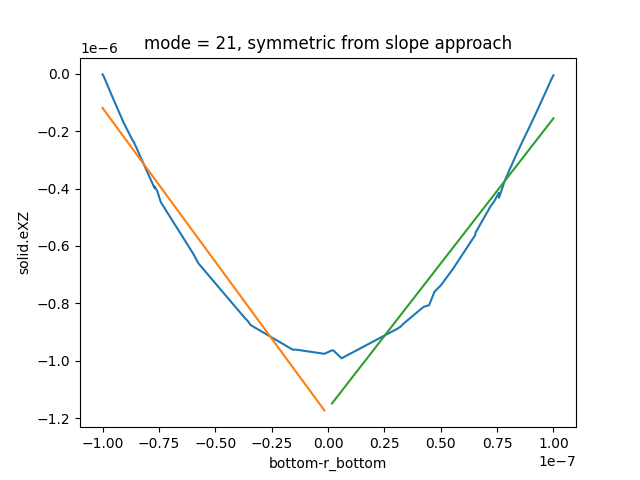 mode = 21, symmetric from slope approach
1e−6
0.0
−0.2
−0.4
−0.6
−0.8
−1.0
−1.2
solid.eXZ
−1.00 −0.75 −0.50 −0.25 0.00 0.25 0.50 0.75 1.00
bottom-r_bottom
1e−7